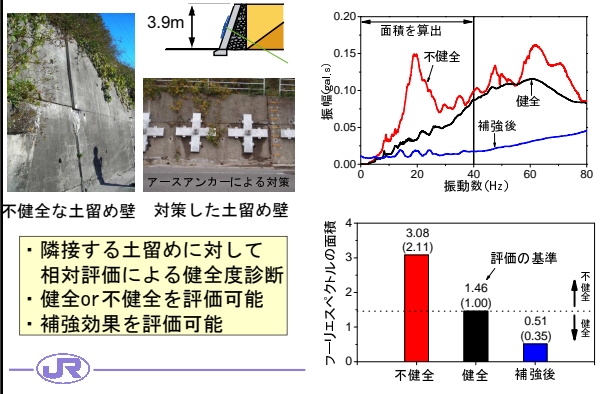 3.9m
アースアンカーによる対策
不健全な土留め壁
対策した土留め壁
・隣接する土留めに対して
相対評価による健全度診断
・健全or不健全を評価可能
・補強効果を評価可能
JR
面積を算出
不健全
健全
補強後
振幅(gal.s)
0.20
0.15
0.10
0.05
0.00
0
20
40
60
80
振動数(Hz)
フーリェスペクトルの面積
4
3
2
1
0
3.08
(2.11)
評価の基準
1.46
(1.00)
0.51
(0.35)
不健全
健全
不健全
健全
補強後